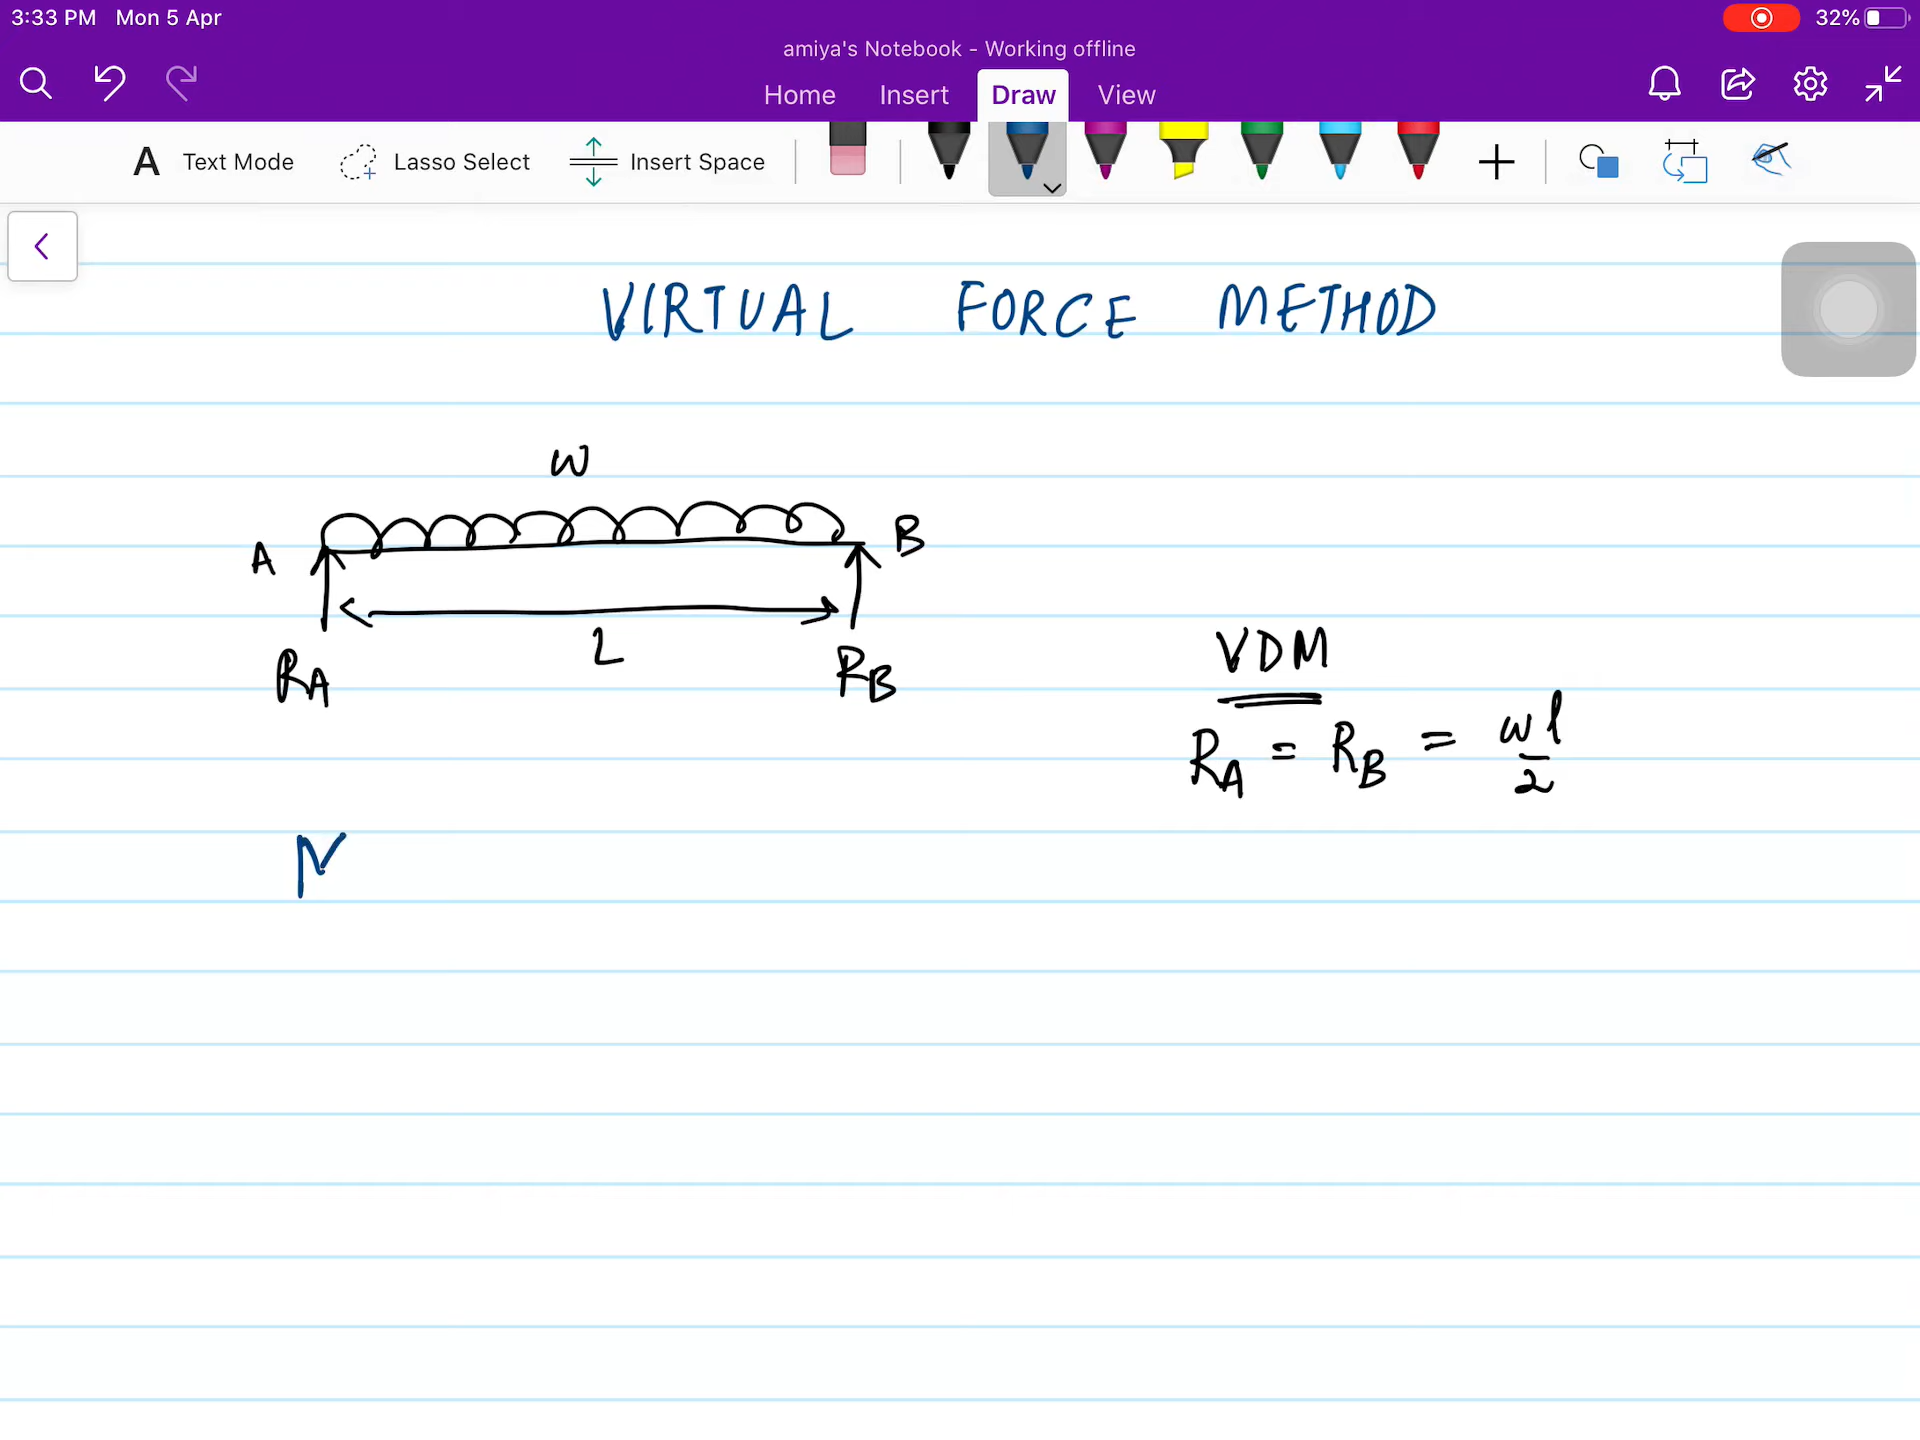 3:33 PM Mon 5 Apr
32%
amiya's Notebook - Working offline
Home Insert Draw View
A Text Mode Lasso Select Insert Space
VIRTUAL FORCE METHOD
w
A B
L
RA RB
VDM
RA = RB = wl/2